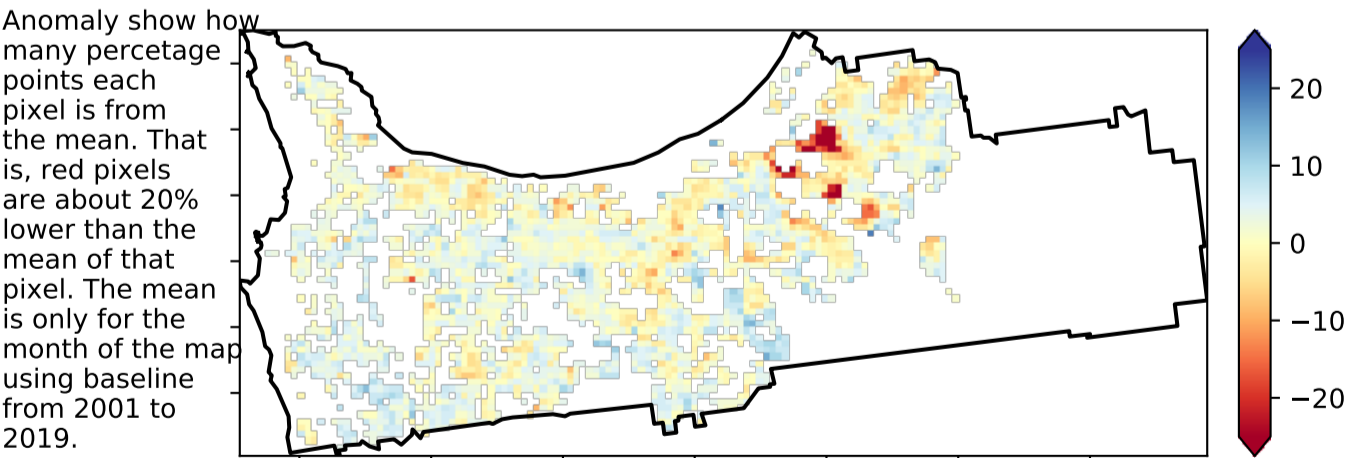 Anomaly show how
many percetage
points each
pixel is from
the mean. That
is, red pixels
are about 20%
lower than the
mean of that
pixel. The mean
is only for the
month of the map
using baseline
from 2001 to
2019.
20
10
0
−10
−20